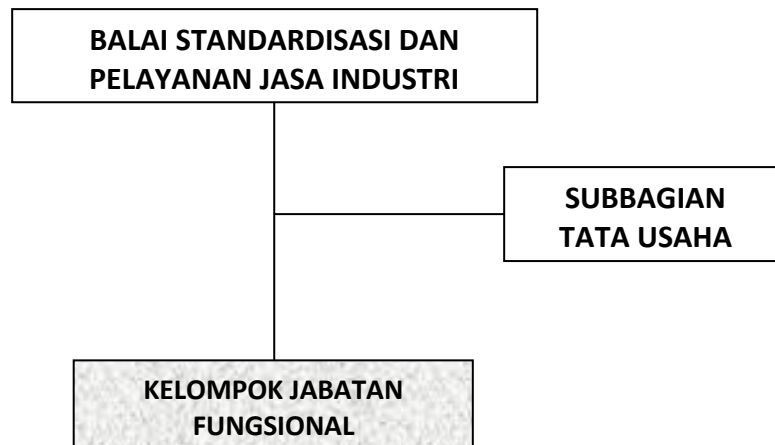 BALAI STANDARDISASI DAN
PELAYANAN JASA INDUSTRI
SUBBAGIAN
TATA USAHA
KELOMPOK JABATAN
FUNGSIONAL